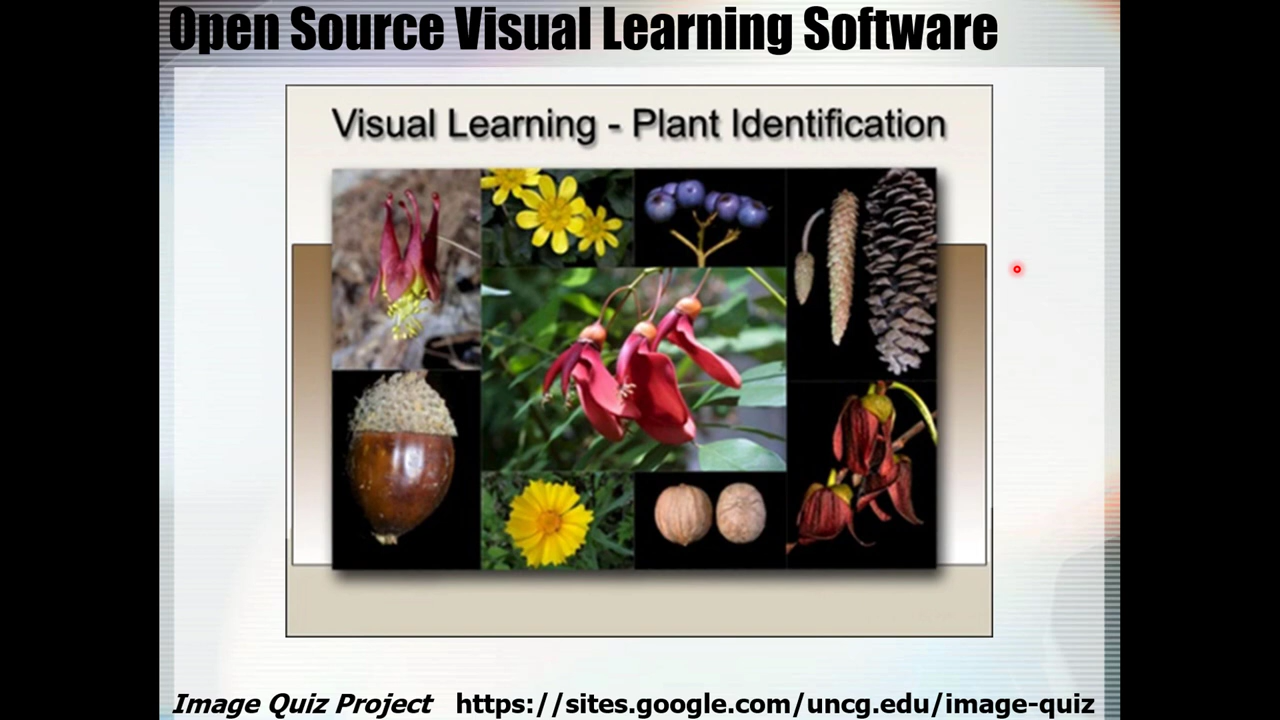 Open Source Visual Learning Software
Visual Learning - Plant Identification
Image Quiz Project https://sites.google.com/uncg.edu/image-quiz